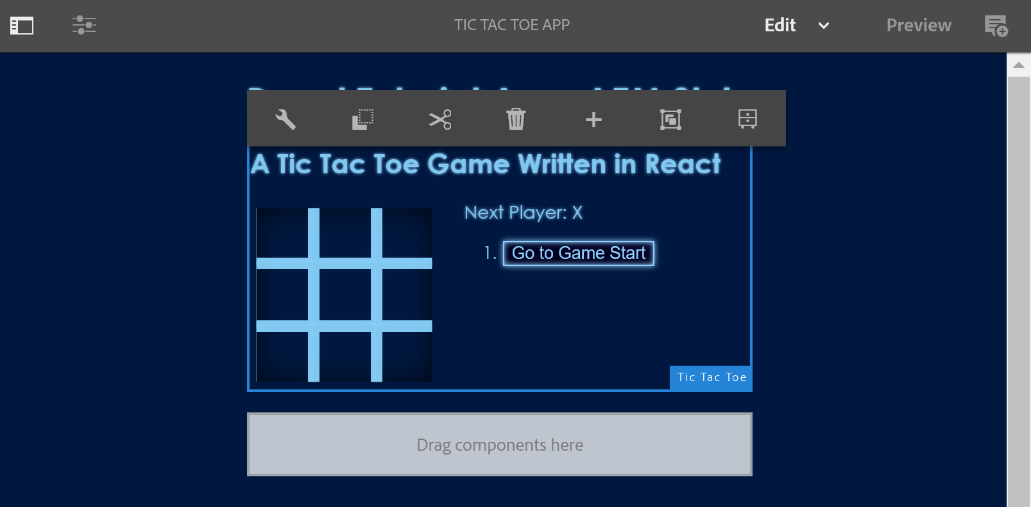 TIC TAC TOE APP
Edit
Preview
A Tic Tac Toe Game Written in React
Next Player: X
1. Go to Game Start
Tic Tac Toe
Drag components here